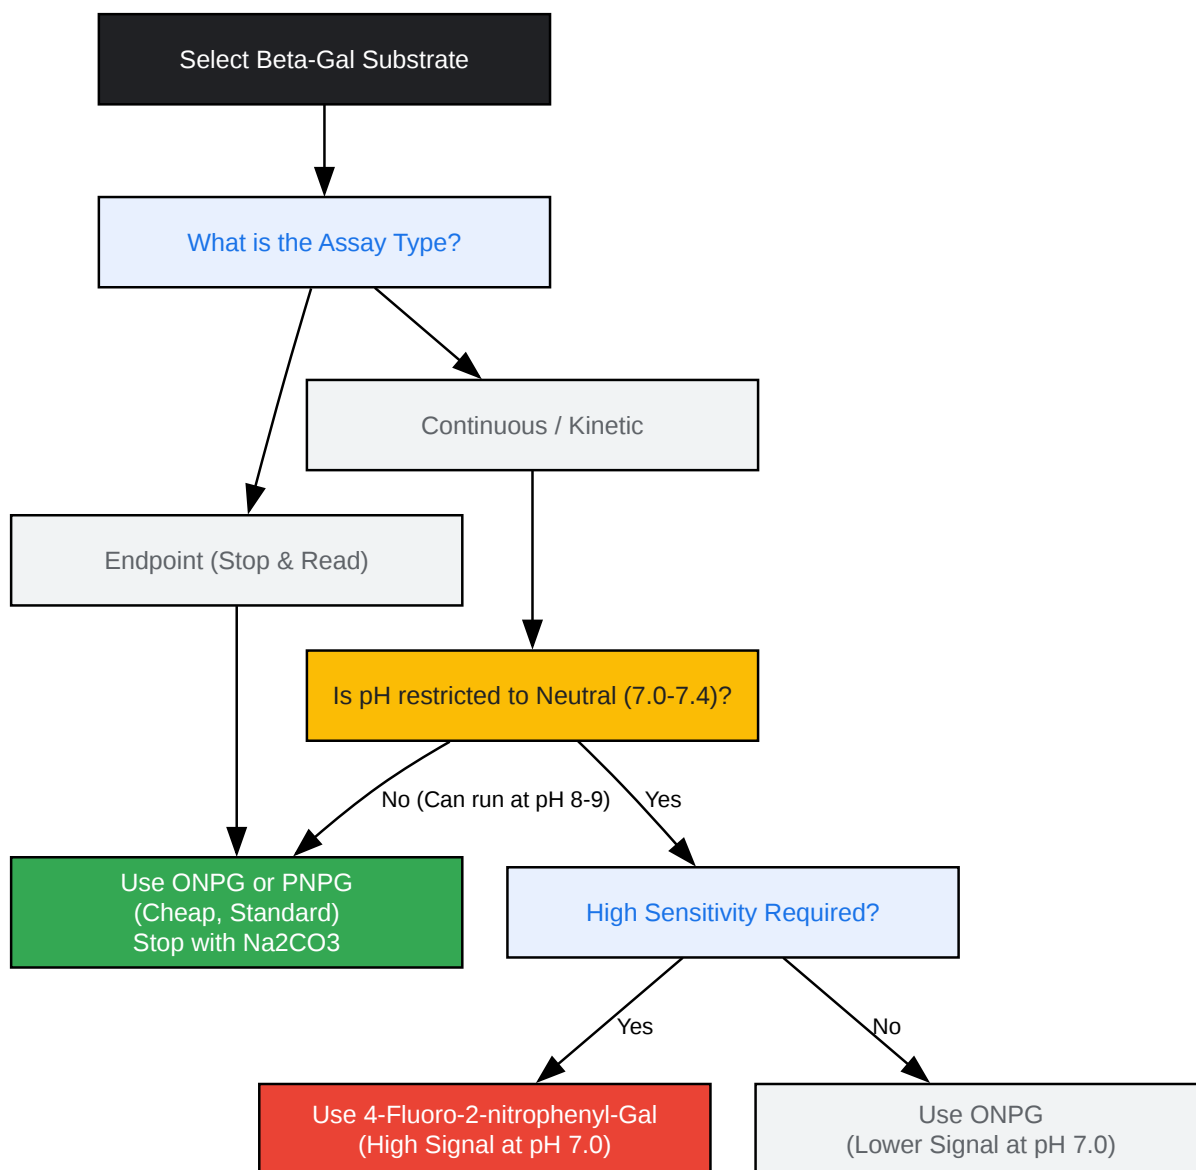 Select Beta-Gal Substrate
What is the Assay Type?
Continuous / Kinetic
Endpoint (Stop & Read)
Is pH restricted to Neutral (7.0-7.4)?
No (Can run at pH 8-9)
Yes
Use ONPG or PNPG
(Cheap, Standard)
Stop with Na2CO3
High Sensitivity Required?
Yes
No
Use 4-Fluoro-2-nitrophenyl-Gal
(High Signal at pH 7.0)
Use ONPG
(Lower Signal at pH 7.0)